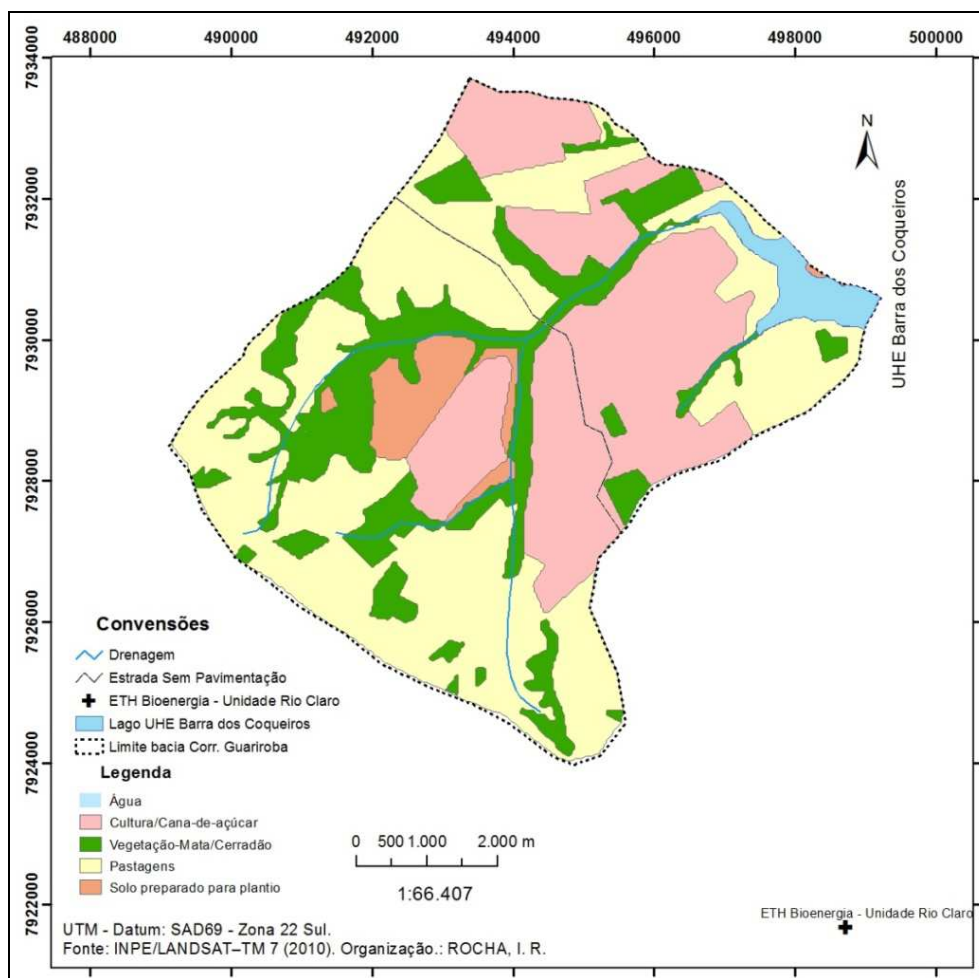 488000 490000 492000 494000 496000 498000 500000
7934000
7932000
7930000
7928000
7926000
7924000
7922000
N
UHE Barra dos Coqueiros
Convensões
Drenagem
Estrada Sem Pavimentação
ETH Bioenergia - Unidade Rio Claro
Lago UHE Barra dos Coqueiros
Limite bacia Corr. Guariroba
Legenda
Água
Cultura/Cana-de-açúcar
Vegetação-Mata/Cerradão
Pastagens
Solo preparado para plantio
0 500 1.000 2.000 m
1:66.407
ETH Bioenergia - Unidade Rio Claro
UTM - Datum: SAD69 - Zona 22 Sul.
Fonte: INPE/LANDSAT–TM 7 (2010). Organização.: ROCHA, I. R.